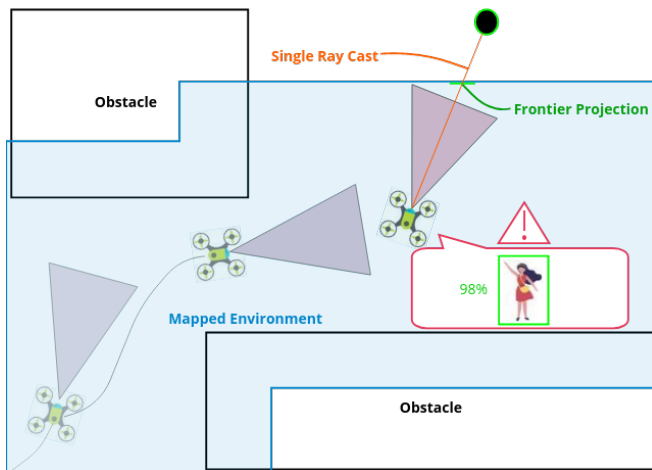 Single Ray Cast
Obstacle
Frontier Projection
98%
Mapped Environment
Obstacle